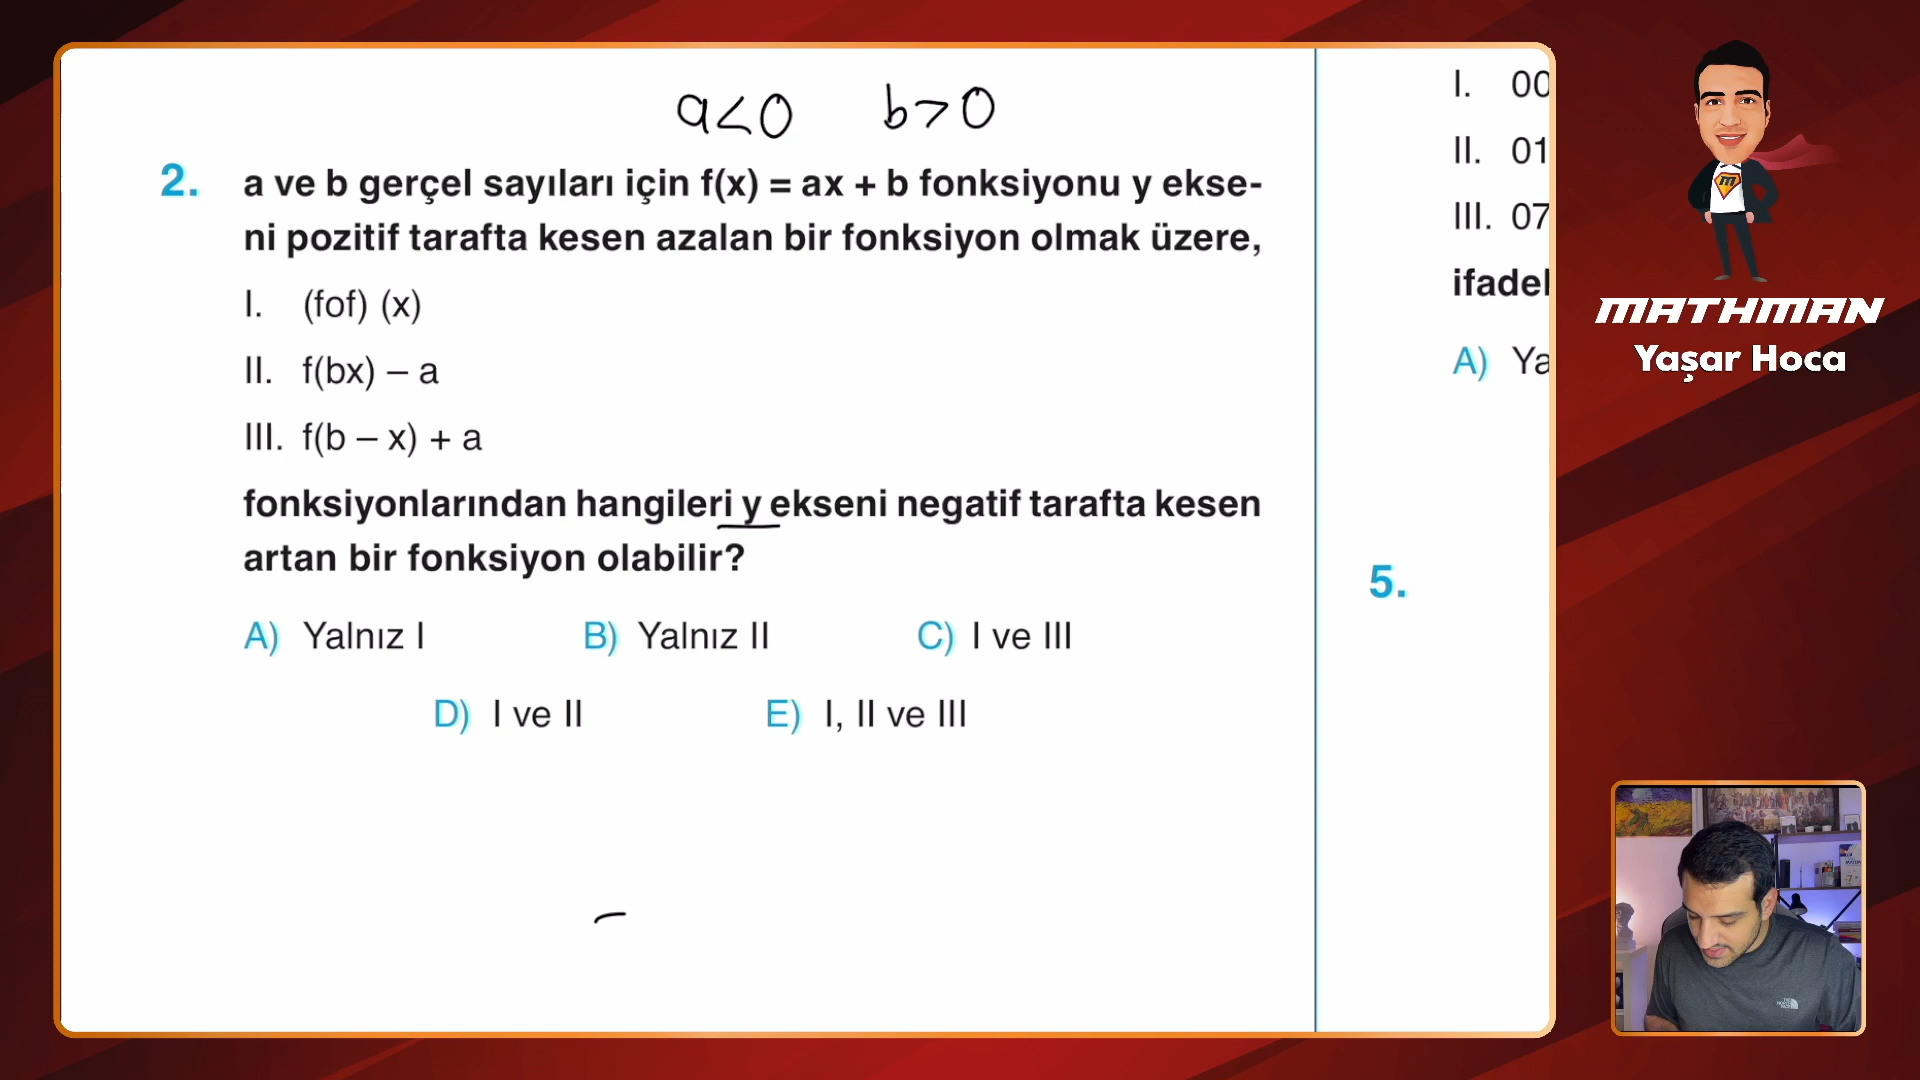 a<0 b>0
2. a ve b gerçel sayıları için f(x) = ax + b fonksiyonu y ekse-
ni pozitif tarafta kesen azalan bir fonksiyon olmak üzere,
I. (fof) (x)
II. f(bx) – a
III. f(b – x) + a
fonksiyonlarından hangileri y ekseni negatif tarafta kesen
artan bir fonksiyon olabilir?
A) Yalnız I B) Yalnız II C) I ve III
D) I ve II E) I, II ve III
I. 00
II. 01
III. 07
ifadel
A) Ya
5.
MATHMAN
Yaşar Hoca